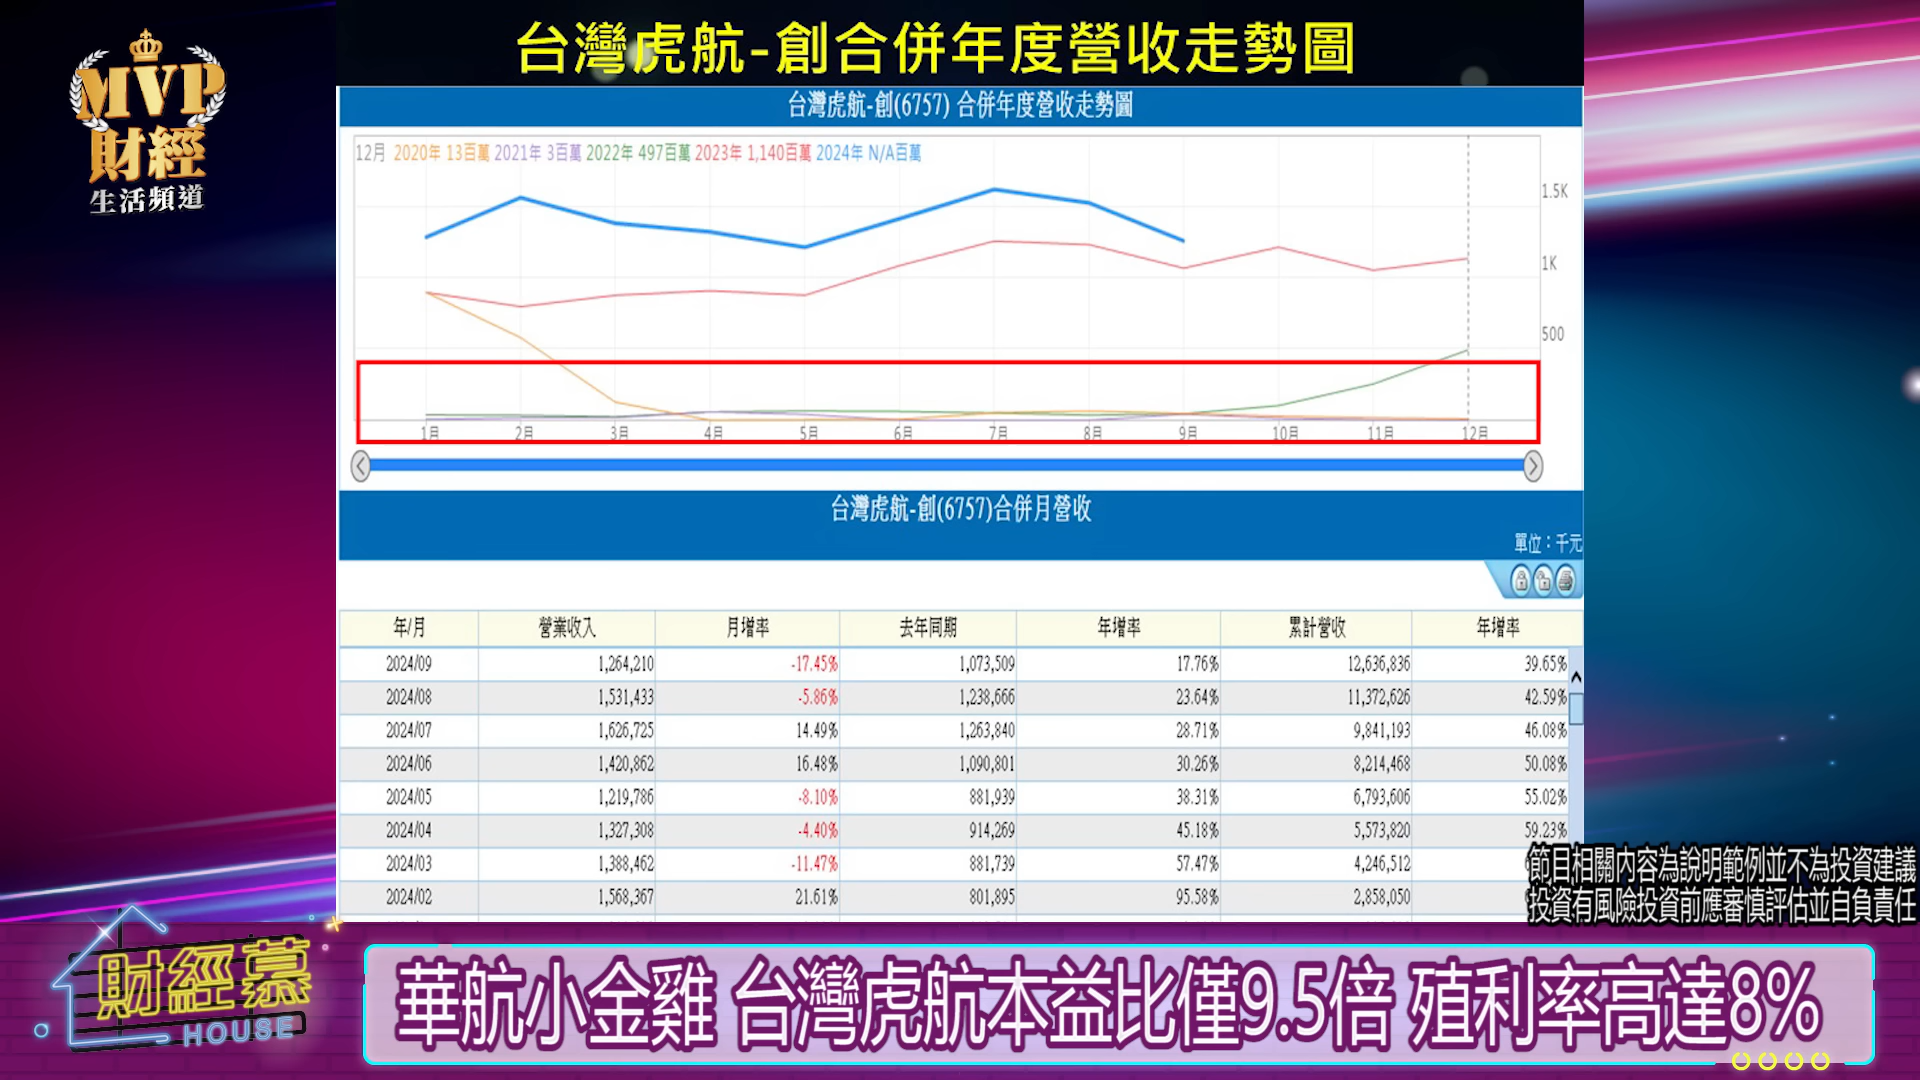 MVP
財經
生活頻道
台灣虎航-創合併年度營收走勢圖
台灣虎航-創(6757) 合併年度營收走勢圖
12月 2020年 13百萬 2021年 3百萬 2022年 497百萬 2023年 1,140百萬 2024年 N/A百萬
1.5K
1K
500
1月 2月 3月 4月 5月 6月 7月 8月 9月 10月 11月 12月
台灣虎航-創(6757)合併月營收
單位：千元
年/月 營業收入 月增率 去年同期 年增率 累計營收 年增率
2024/09 1,264,210 -17.45% 1,073,509 17.76% 12,636,836 39.65%
2024/08 1,531,433 -5.86% 1,238,666 23.64% 11,372,626 42.59%
2024/07 1,626,725 14.49% 1,263,840 28.71% 9,841,193 46.08%
2024/06 1,420,862 16.48% 1,090,801 30.26% 8,214,468 50.08%
2024/05 1,219,786 -8.10% 881,939 38.31% 6,793,606 55.02%
2024/04 1,327,308 -4.40% 914,269 45.18% 5,573,820 59.23%
2024/03 1,388,462 -11.47% 881,739 57.47% 4,246,512
2024/02 1,568,367 21.61% 801,895 95.58% 2,858,050
節目相關內容為說明範例並不為投資建議
投資有風險投資前應審慎評估並自負責任
財經慕
HOUSE
華航小金雞 台灣虎航本益比僅9.5倍 殖利率高達8%